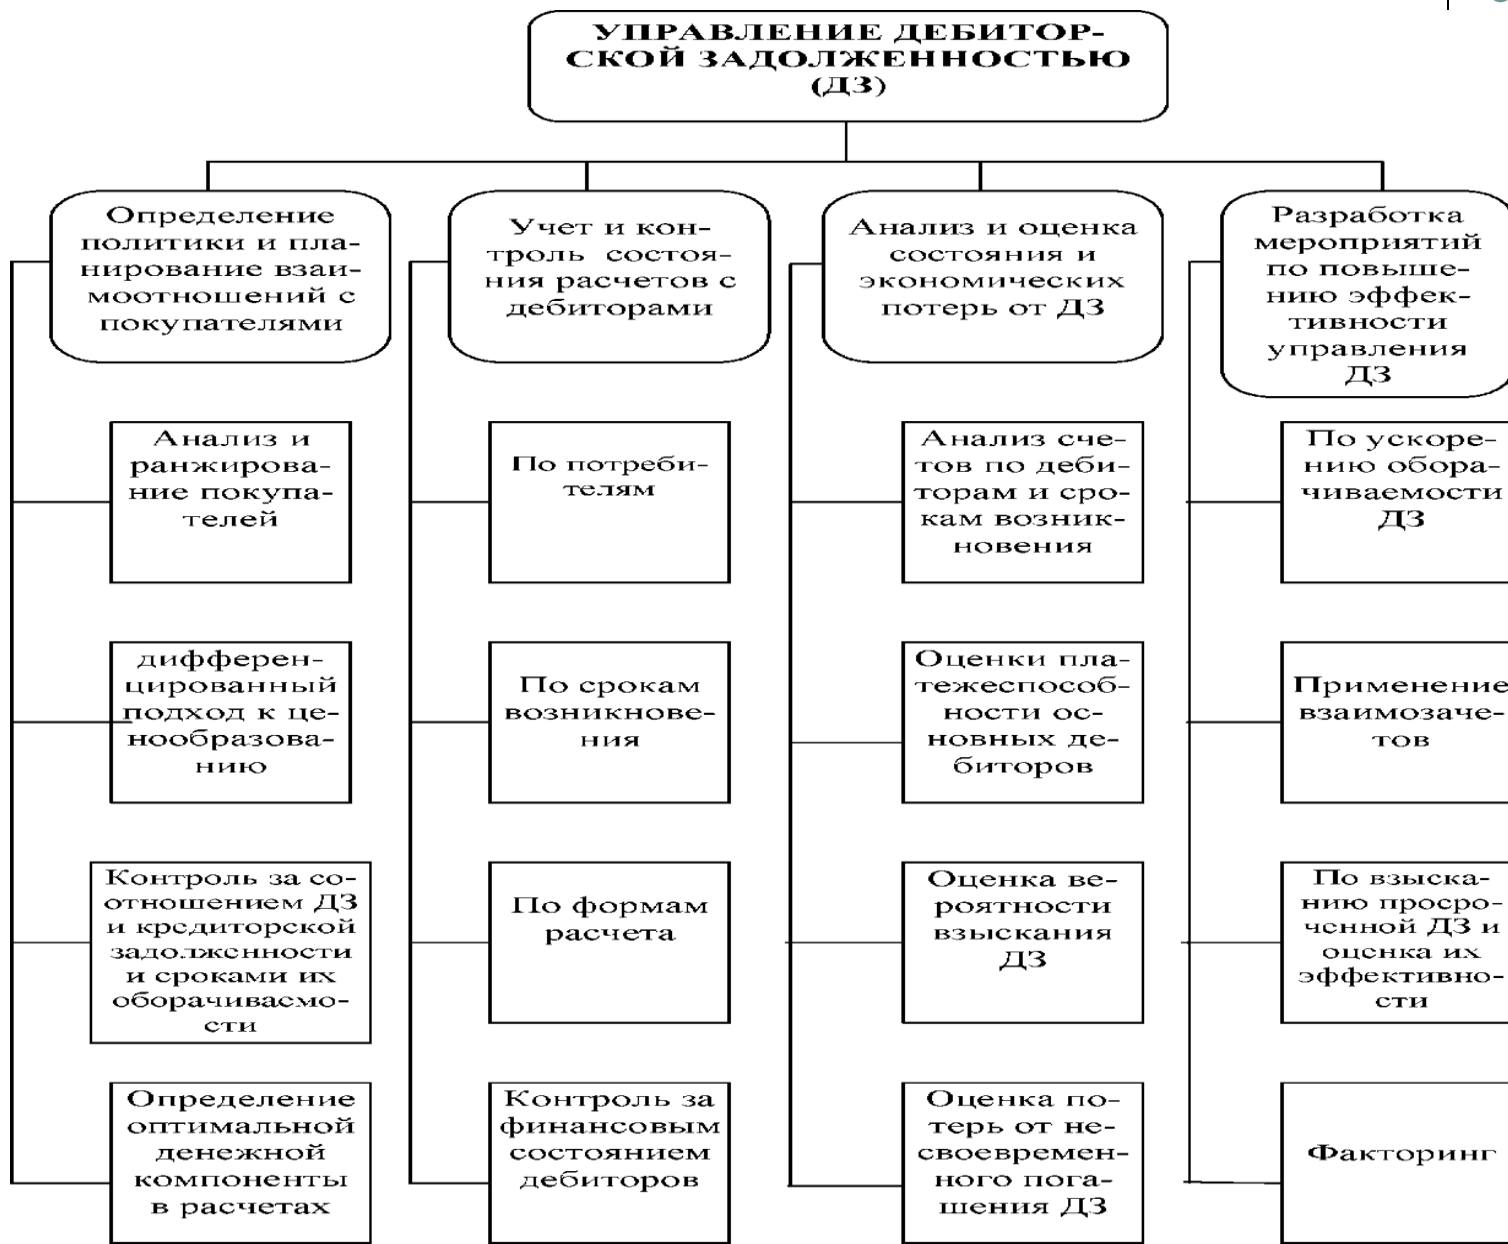 УПРАВЛЕНИЕ ДЕБИТОР-
СКОЙ ЗАДОЛЖЕННОСТЬЮ
(ДЗ)
Определение
политики и пла-
нирование взаи-
моотношений с
покупателями
Анализ и
ранжирова-
ние покупа-
телей
дифферен-
цированный
подход к це-
нообразова-
нию
Контроль за со-
отношением ДЗ
и кредиторской
задолженности
и сроками их
оборачиваемо-
сти
Определение
оптимальной
денежной
компоненты
в расчетах
Учет и кон-
троль состоя-
ния расчетов с
дебиторами
По потреби-
телям
По срокам
возникнове-
ния
По формам
расчета
Контроль за
финансовым
состоянием
дебиторов
Анализ и оценка
состояния и
экономических
потерь от ДЗ
Анализ сче-
тов по деби-
торам и сро-
кам возник-
новения
Оценки пла-
тежеспособ-
ности ос-
новных де-
биторов
Оценка ве-
роятности
взыскания
ДЗ
Оценка по-
терь от не-
своевремен-
ного пога-
шения ДЗ
Разработка
мероприятий
по повыше-
нию эффек-
тивности
управления
ДЗ
По ускоре-
нию обора-
чиваемости
ДЗ
Применение
взаимозаче-
тов
По взыска-
нию просро-
ченной ДЗ и
оценка их
эффективно-
сти
Факторинг